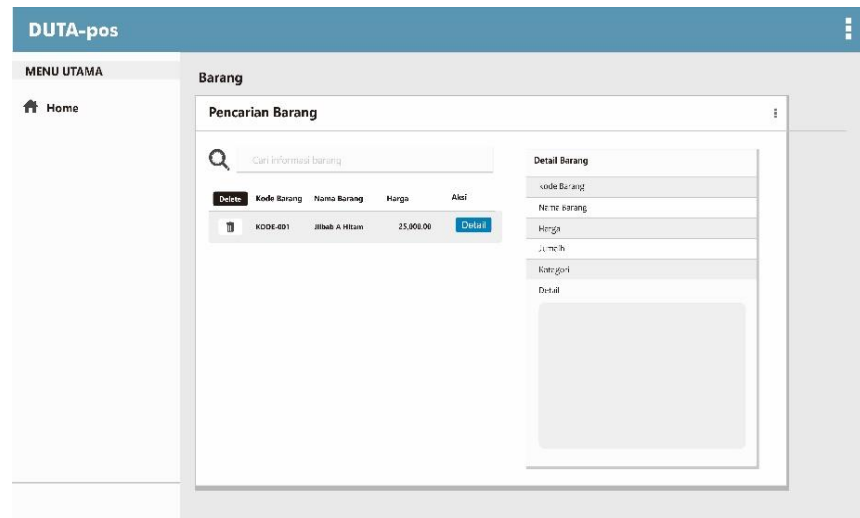 DUTA-pos
MENU UTAMA
Home
Barang
Pencarian Barang
Cari informasi barang
Delete Kode Barang Nama Barang Harga Aksi
KODE-001 Jilbab A Hitam 25,000.00 Detail
Detail Barang
Kode Barang
Nama Barang
Harga
Jumalh
Kategori
Detail